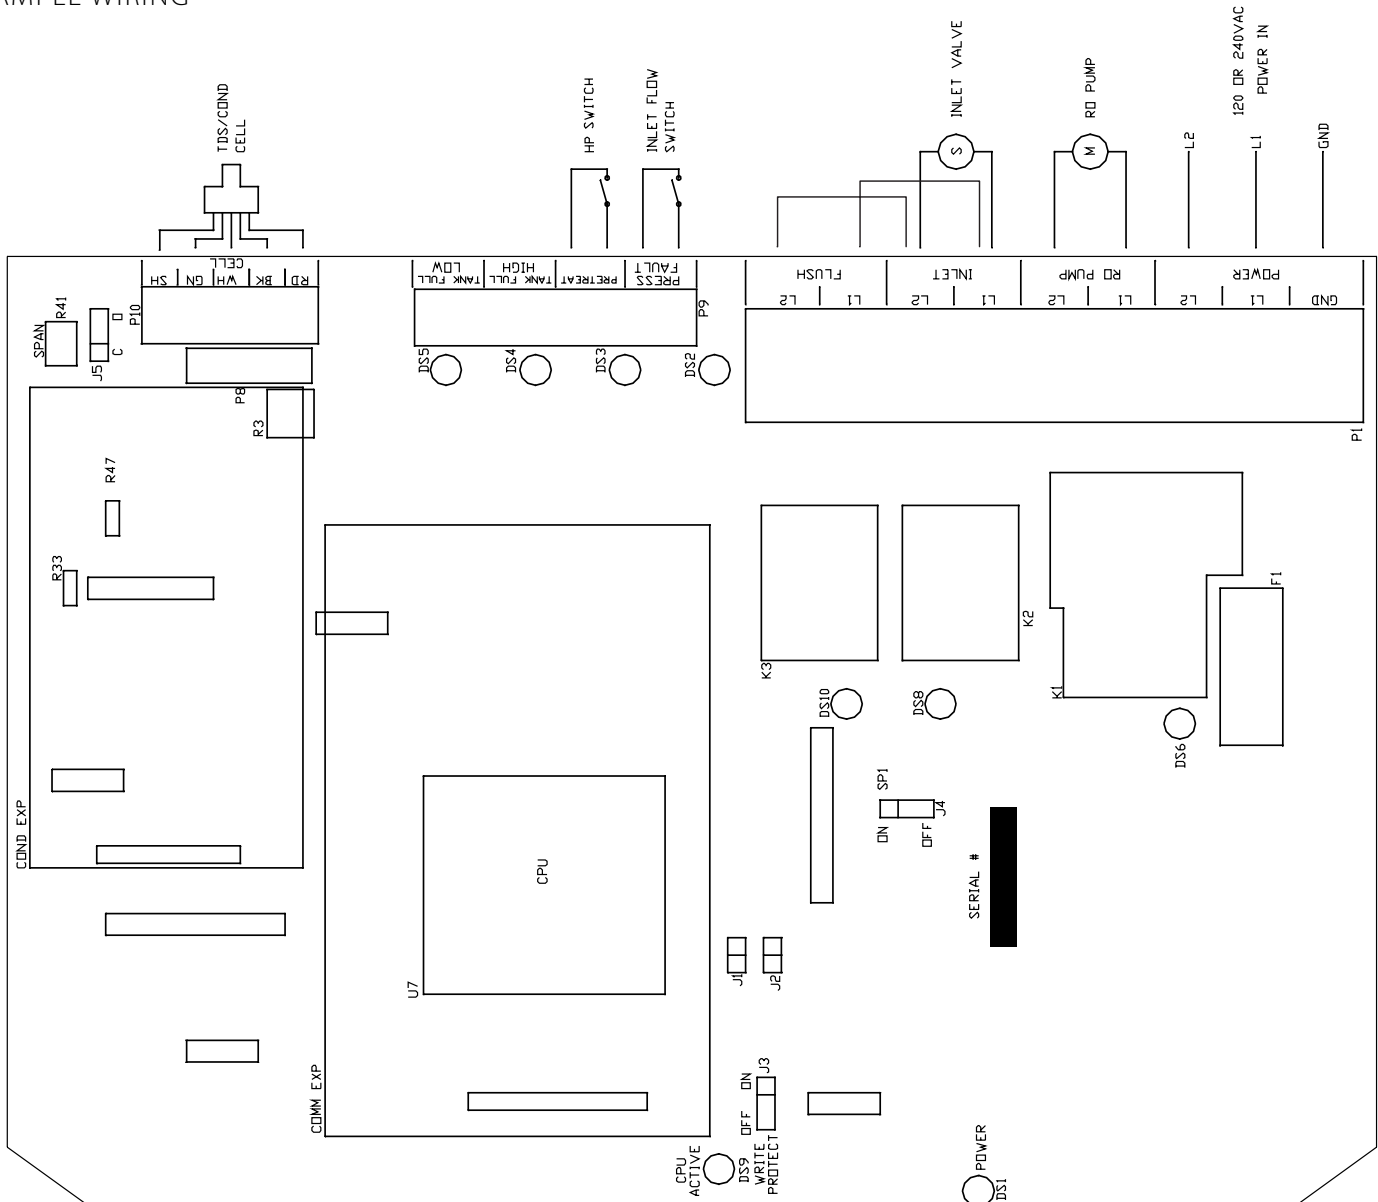 INLET VALVE
RO PUMP
120 OR 240VAC
POWER IN
TDS/COND
CELL
HP SWITCH
INLET FLOW
SWITCH
S
M
L2
L1
GND
CELL
SH
GN
WH
BK
RD
TANK FULL
LOW
TANK FULL
HIGH
PRETREAT
PRESS
FAULT
FLUSH
L2
L1
INLET
L2
L1
RO PUMP
L2
L1
POWER
L2
L1
GND
SPAN
R41
J5
C
O
P10
P9
DS5
DS4
DS3
DS2
P8
R3
P1
R47
R33
F1
K3
K2
K1
DS10
DS8
DS6
COND EXP
SP1
J4
ON
OFF
SERIAL #
CPU
U7
J1
J2
COMM EXP
J3
ON
OFF
WRITE
PROTECT
CPU
ACTIVE
DS9
POWER
DS1